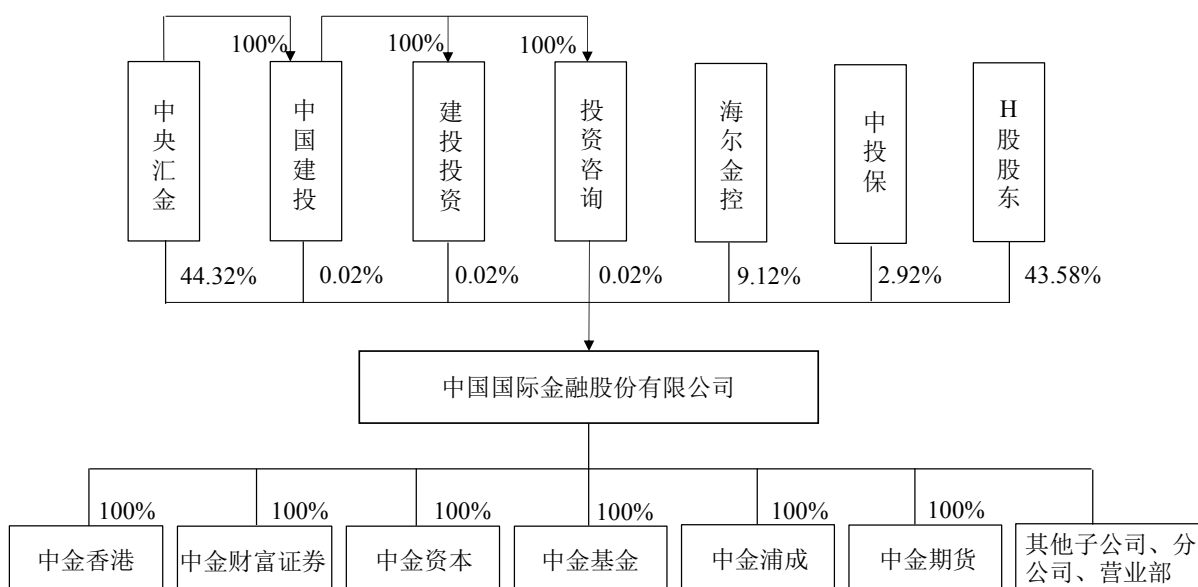 100%
100%
100%
中央汇金
中国建投
建投投资
投资咨询
海尔金控
中投保
H股股东
44.32%
0.02%
0.02%
0.02%
9.12%
2.92%
43.58%
中国国际金融股份有限公司
100%
100%
100%
100%
100%
100%
中金香港
中金财富证券
中金资本
中金基金
中金浦成
中金期货
其他子公司、分
公司、营业部